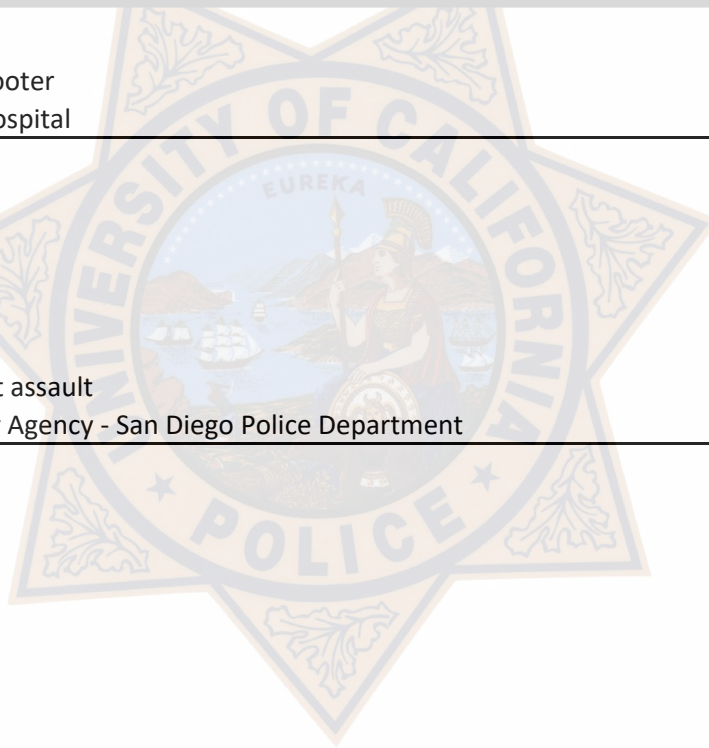 ooter
ospital
UNIVERSITY OF CALIFORNIA
EUREKA
t assault
Agency - San Diego Police Department
POLICE